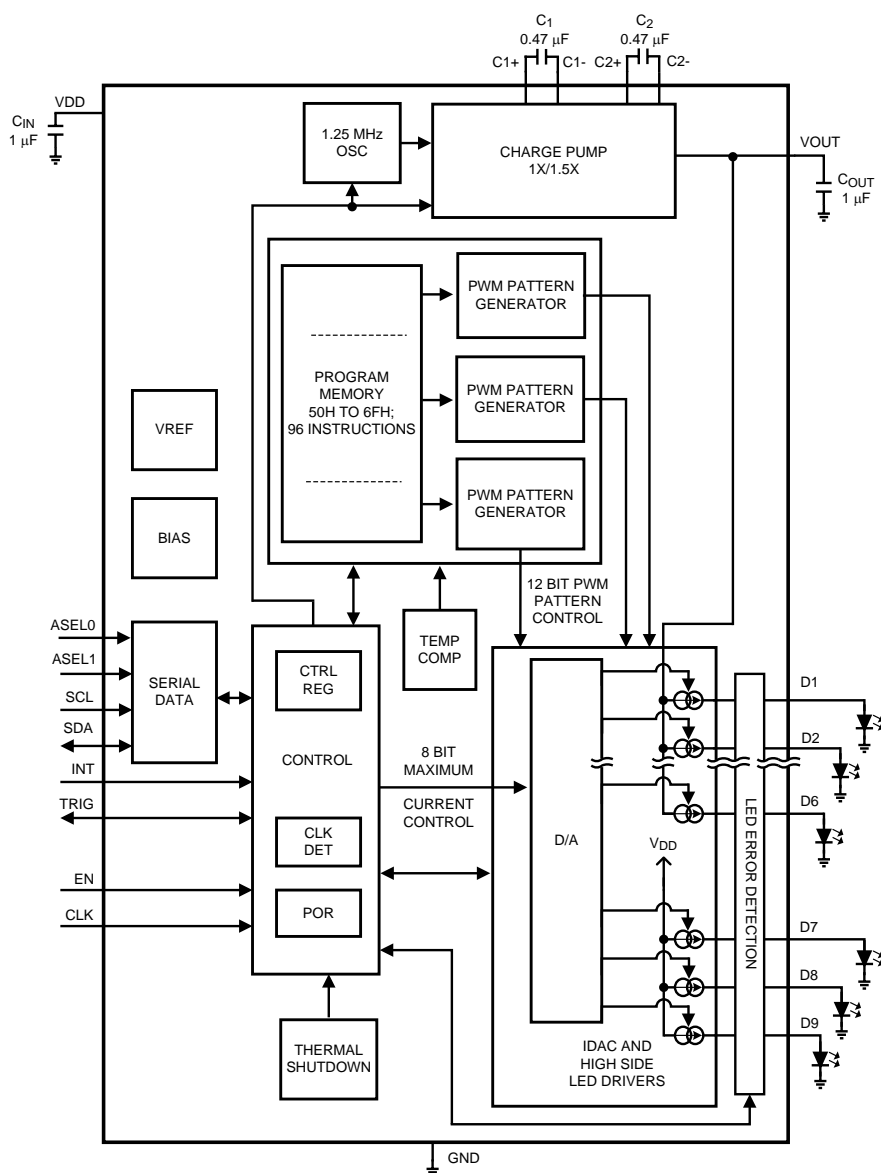 C1
0.47 μF
C2
0.47 μF
C1+
C1-
C2+
C2-
VDD
CIN
1 μF
1.25 MHz
OSC
CHARGE PUMP
1X/1.5X
VOUT
COUT
1 μF
PROGRAM
MEMORY
50H TO 6FH;
96 INSTRUCTIONS
PWM PATTERN
GENERATOR
PWM PATTERN
GENERATOR
PWM PATTERN
GENERATOR
VREF
BIAS
12 BIT PWM
PATTERN
CONTROL
TEMP
COMP
ASEL0
ASEL1
SCL
SDA
INT
TRIG
EN
CLK
SERIAL
DATA
CTRL
REG
CONTROL
CLK
DET
POR
8 BIT
MAXIMUM
CURRENT
CONTROL
D/A
VDD
IDAC AND
HIGH SIDE
LED DRIVERS
LED ERROR DETECTION
D1
D2
D6
D7
D8
D9
THERMAL
SHUTDOWN
GND